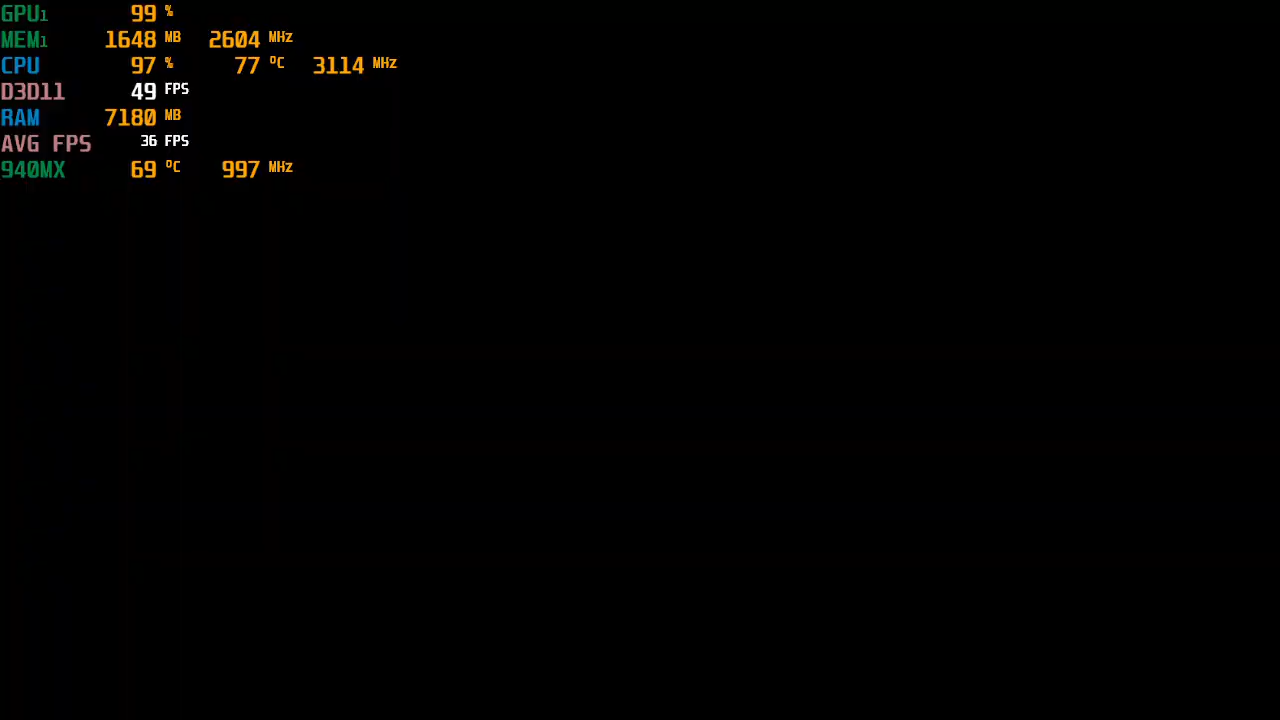 GPU1 99 %
MEM1 1648 MB 2604 MHz
CPU 97 % 77 °C 3114 MHz
D3D11 49 FPS
RAM 7180 MB
AVG FPS 36 FPS
940MX 69 °C 997 MHz